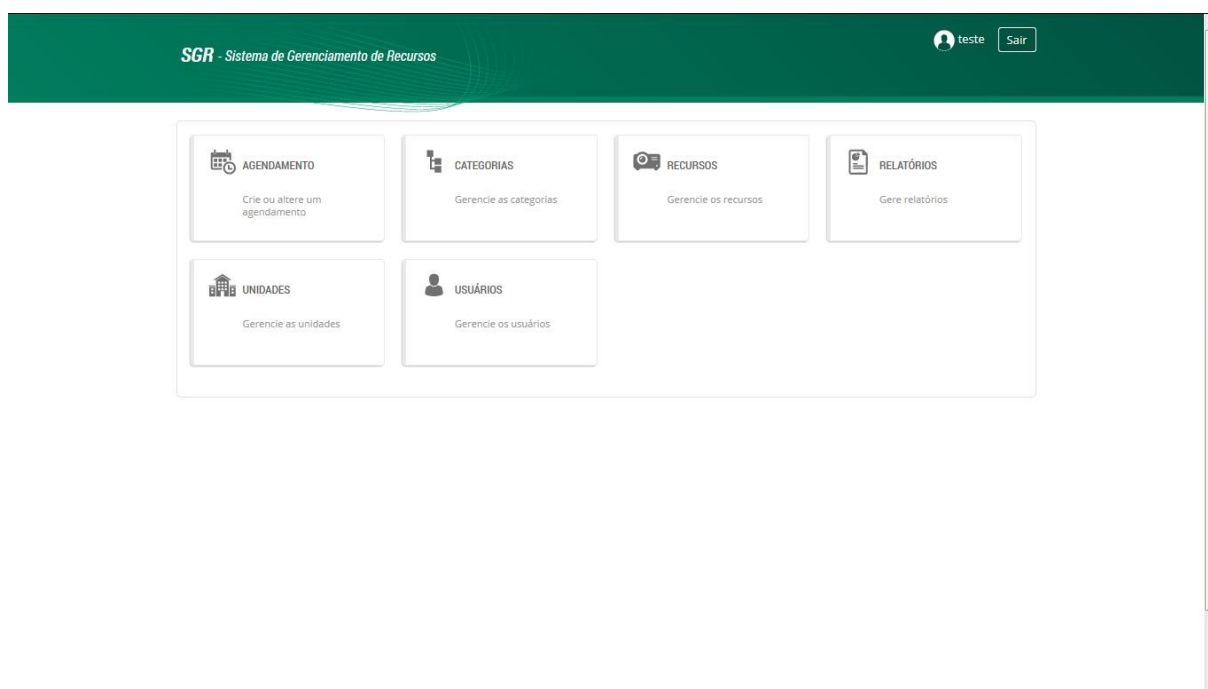 SGR - Sistema de Gerenciamento de Recursos
teste
Sair
AGENDAMENTO
Crie ou altere um
agendamento
CATEGORIAS
Gerencie as categorias
RECURSOS
Gerencie os recursos
RELATÓRIOS
Gere relatórios
UNIDADES
Gerencie as unidades
USUÁRIOS
Gerencie os usuários